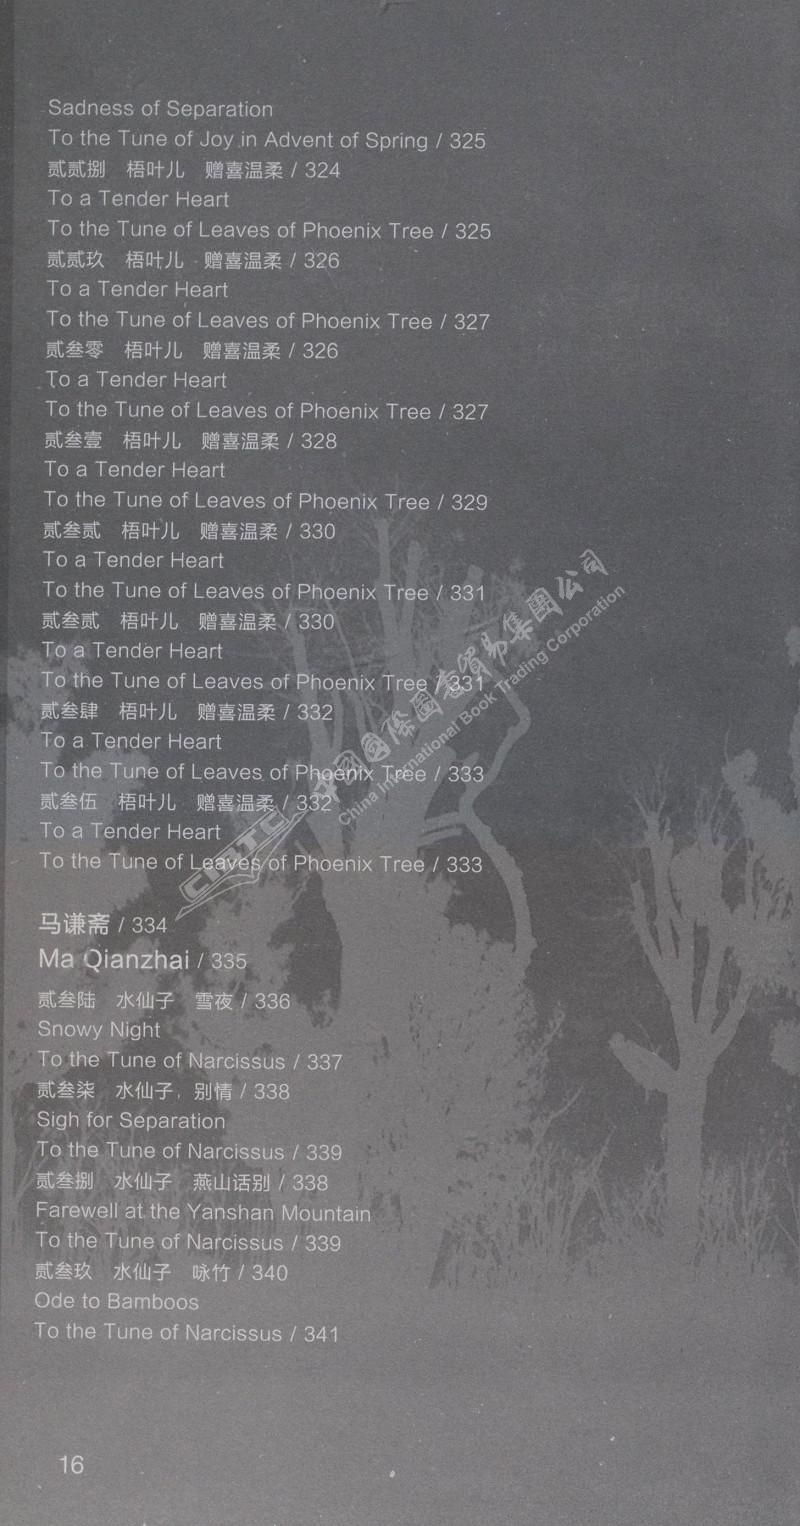 Sadness of Separation
To the Tune of Joy in Advent of Spring / 325
贰贰捌 梧叶儿 赠喜温柔 / 324
To a Tender Heart
To the Tune of Leaves of Phoenix Tree / 325
贰贰玖 梧叶儿 赠喜温柔 / 326
To a Tender Heart
To the Tune of Leaves of Phoenix Tree / 327
贰叁零 梧叶儿 赠喜温柔 / 326
To a Tender Heart
To the Tune of Leaves of Phoenix Tree / 327
贰叁壹 梧叶儿 赠喜温柔 / 328
To a Tender Heart
To the Tune of Leaves of Phoenix Tree / 329
贰叁贰 梧叶儿 赠喜温柔 / 330
To a Tender Heart
To the Tune of Leaves of Phoenix Tree / 331
贰叁贰 梧叶儿 赠喜温柔 / 330
To a Tender Heart
To the Tune of Leaves of Phoenix Tree / 331
贰叁肆 梧叶儿 赠喜温柔 / 332
To a Tender Heart
To the Tune of Leaves of Phoenix Tree / 333
贰叁伍 梧叶儿 赠喜温柔 / 332
To a Tender Heart
To the Tune of Leaves of Phoenix Tree / 333
CIBTC 中国国际图书贸易集团公司
China International Book Trading Corporation
马谦斋 / 334
Ma Qianzhai / 335
贰叁陆 水仙子 雪夜 / 336
Snowy Night
To the Tune of Narcissus / 337
贰叁柒 水仙子 别情 / 338
Sigh for Separation
To the Tune of Narcissus / 339
贰叁捌 水仙子 燕山话别 / 338
Farewell at the Yanshan Mountain
To the Tune of Narcissus / 339
贰叁玖 水仙子 咏竹 / 340
Ode to Bamboos
To the Tune of Narcissus / 341
16